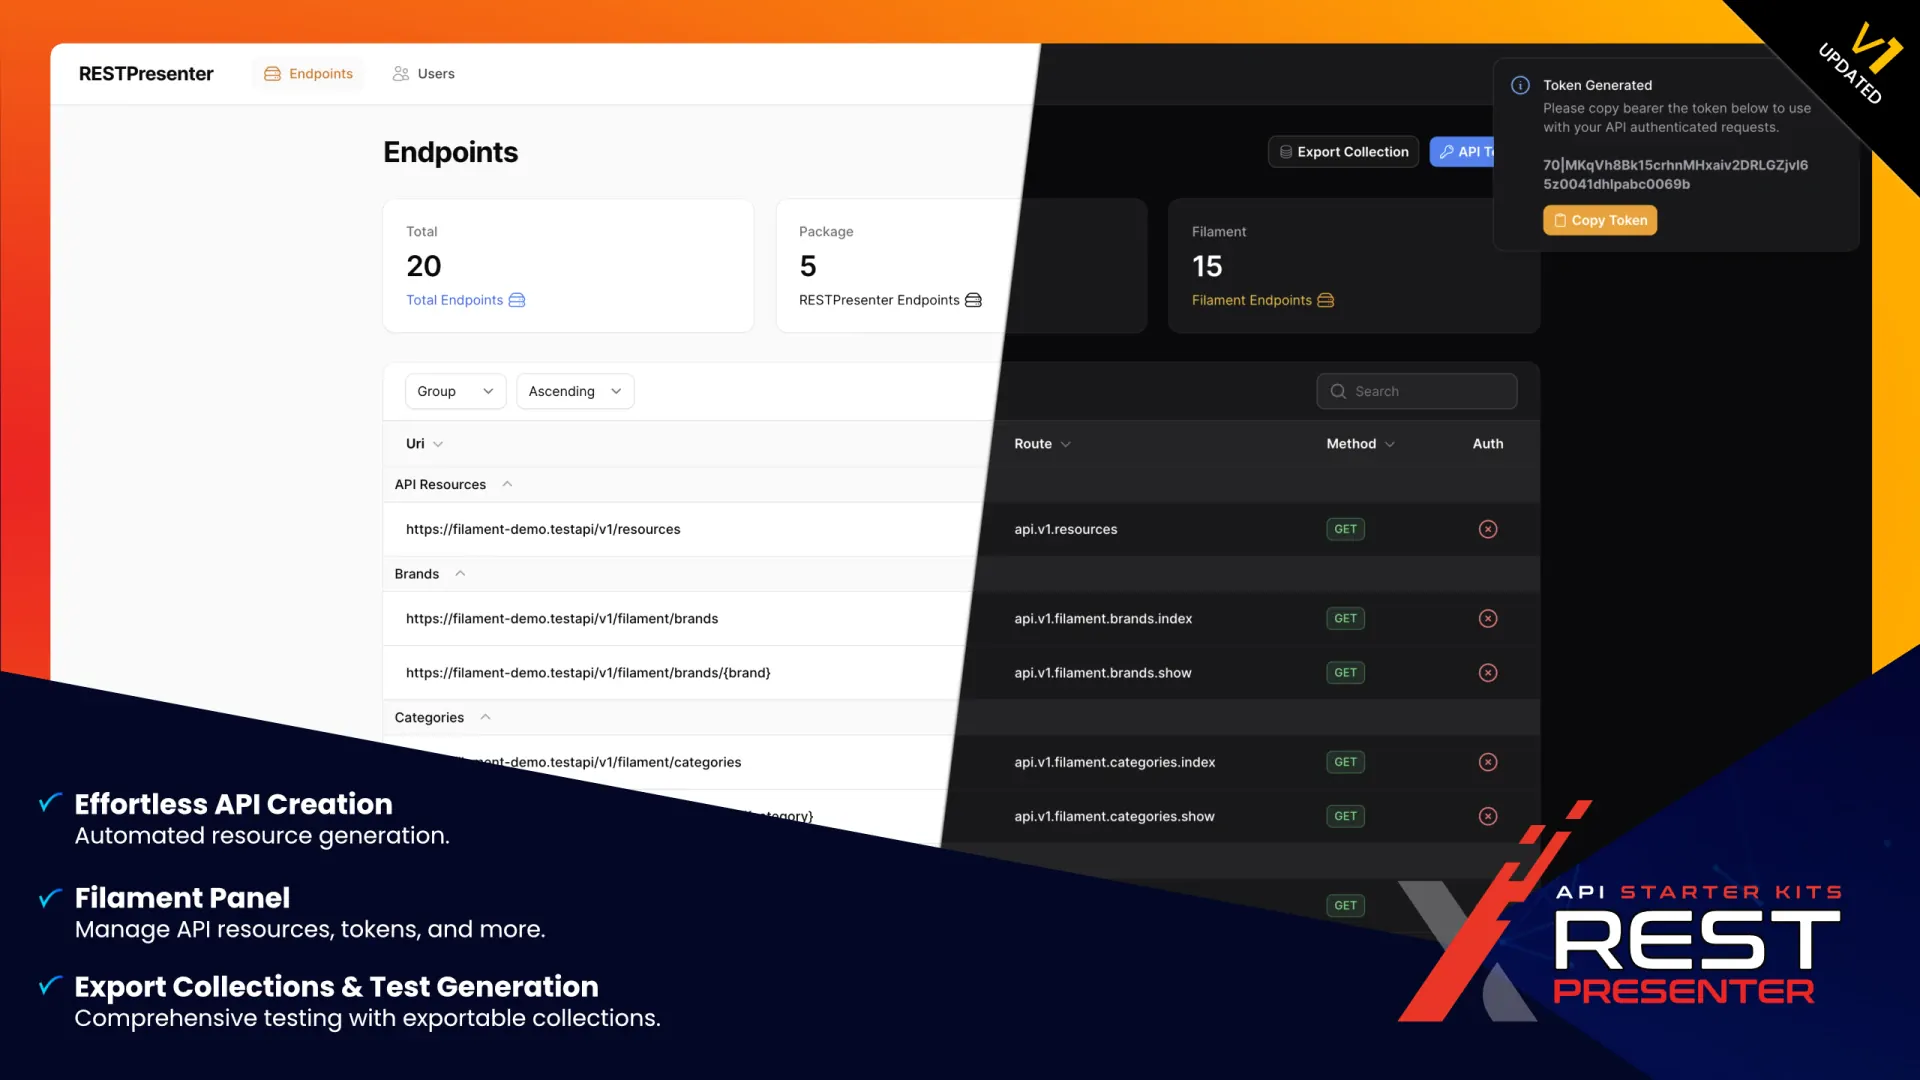 RESTPresenter
Endpoints
Users
V1
UPDATED
Token Generated
Please copy bearer the token below to use
with your API authenticated requests.
70|MKqVh8Bk15crhnMHxaiv2DRLGZjvI6
5z0041dhlpabc0069b
Copy Token
Endpoints
Export Collection
API T
Total
20
Total Endpoints
Package
5
RESTPresenter Endpoints
Filament
15
Filament Endpoints
Group
Ascending
Search
Uri
Route
Method
Auth
API Resources
https://filament-demo.testapi/v1/resources
api.v1.resources
GET
Brands
https://filament-demo.testapi/v1/filament/brands
api.v1.filament.brands.index
GET
https://filament-demo.testapi/v1/filament/brands/{brand}
api.v1.filament.brands.show
GET
Categories
-demo.testapi/v1/filament/categories
api.v1.filament.categories.index
GET
api.v1.filament.categories.show
GET
GET
Effortless API Creation
Automated resource generation.
Filament Panel
Manage API resources, tokens, and more.
Export Collections & Test Generation
Comprehensive testing with exportable collections.
API STARTER KITS
REST
PRESENTER